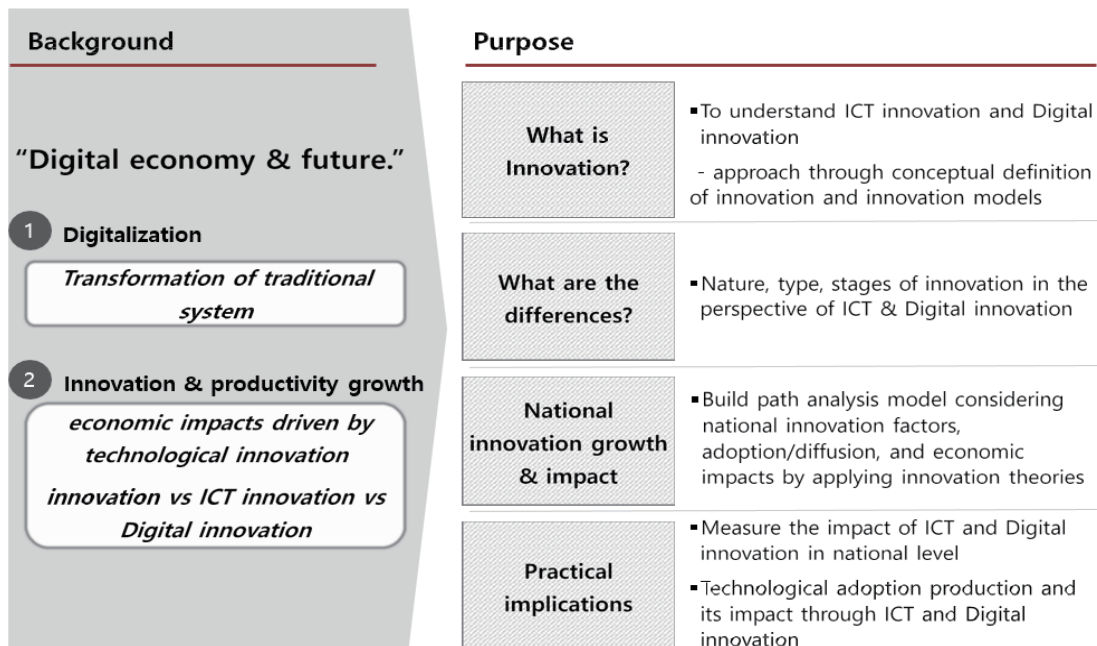 Background
“Digital economy & future.”
1 Digitalization
Transformation of traditional
system
2 Innovation & productivity growth
economic impacts driven by
technological innovation
innovation vs ICT innovation vs
Digital innovation
Purpose
What is
Innovation?
▪To understand ICT innovation and Digital
innovation
- approach through conceptual definition
of innovation and innovation models
What are the
differences?
▪Nature, type, stages of innovation in the
perspective of ICT & Digital innovation
National
innovation growth
& impact
▪Build path analysis model considering
national innovation factors,
adoption/diffusion, and economic
impacts by applying innovation theories
Practical
implications
▪Measure the impact of ICT and Digital
innovation in national level
▪Technological adoption production and
its impact through ICT and Digital
innovation